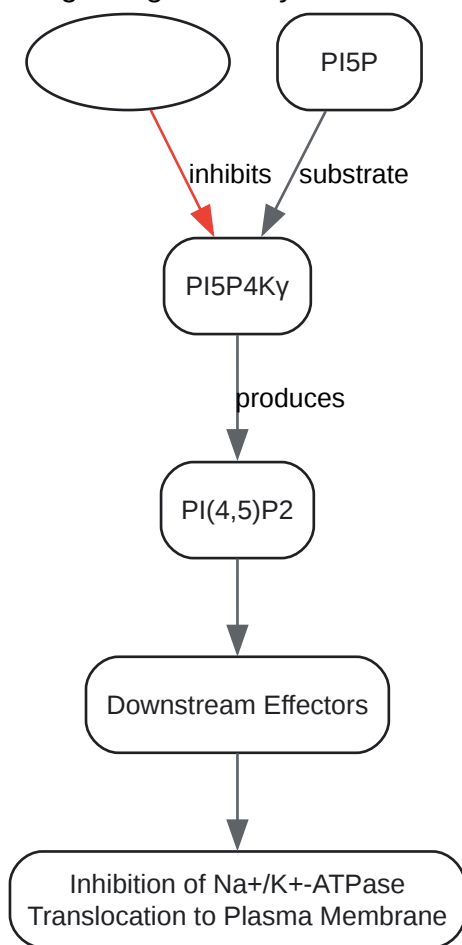 PI5P
inhibits
substrate
PI5P4Kγ
produces
PI(4,5)P2
Downstream Effectors
Inhibition of Na+/K+-ATPase
Translocation to Plasma Membrane